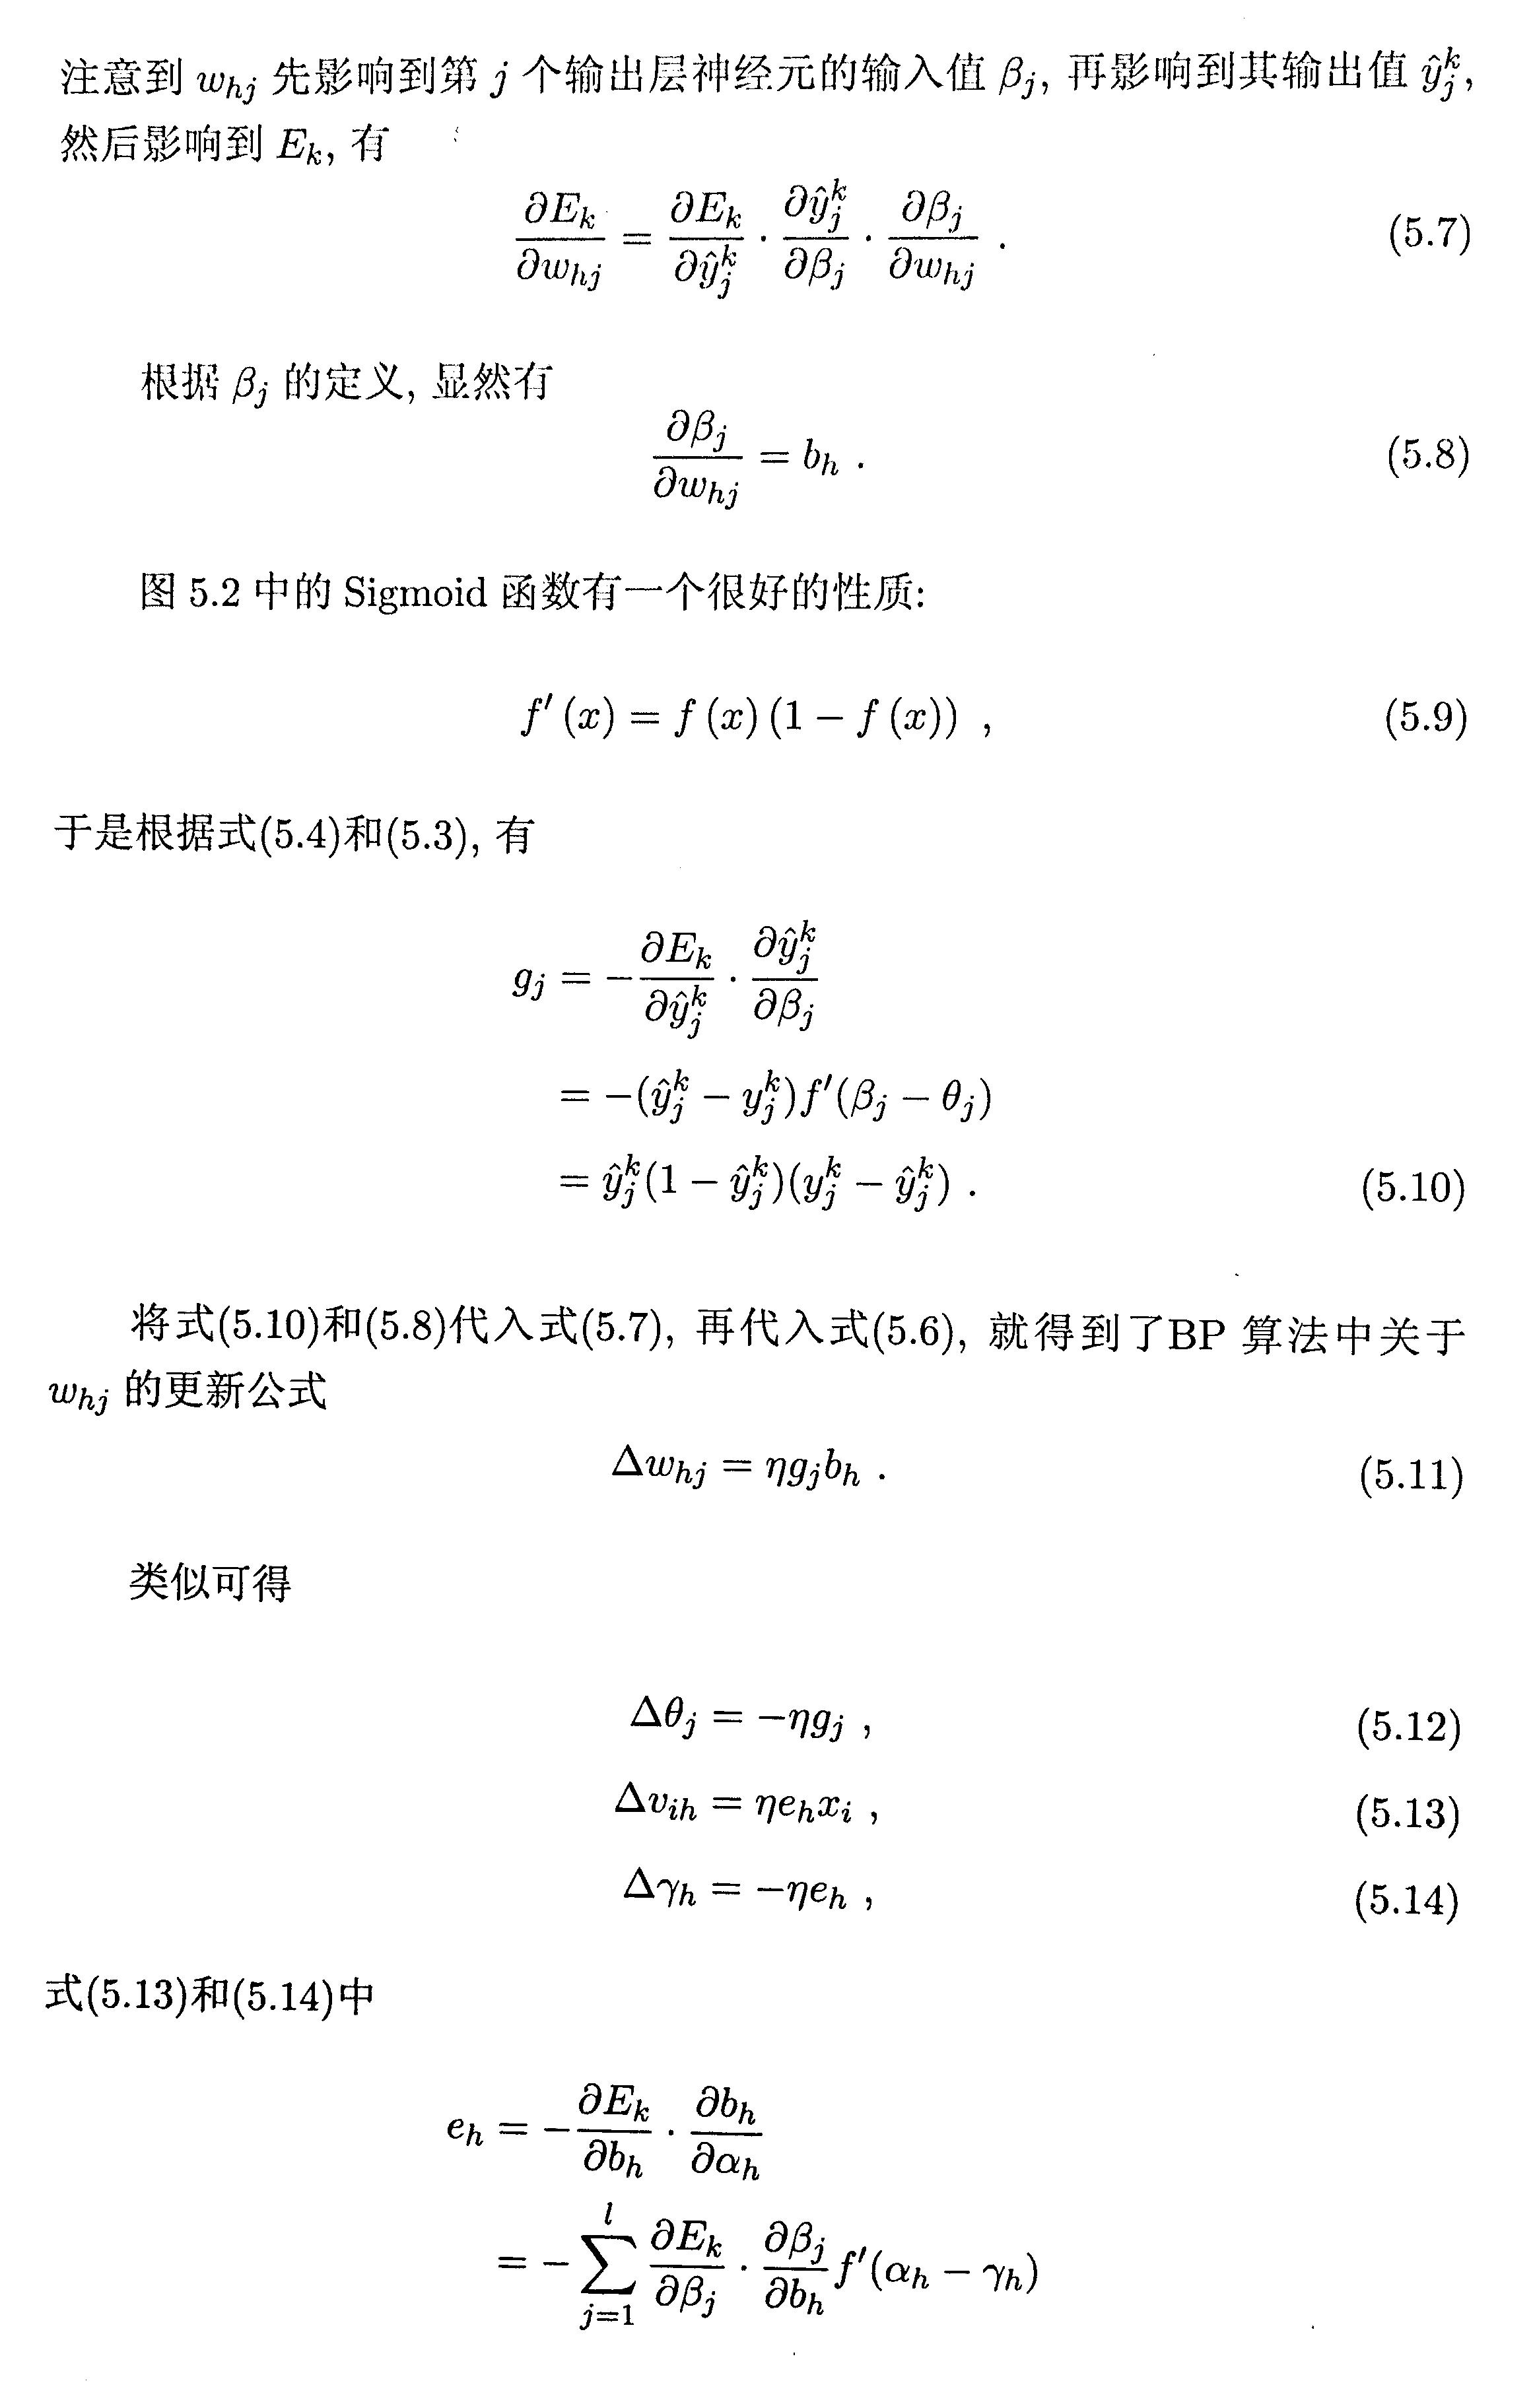 注意到 $w_{hj}$ 先影响到第 $j$ 个输出层神经元的输入值 $\beta_j$, 再影响到其输出值 $\hat{y}_j^k$,
然后影响到 $E_k$, 有
$\frac{\partial E_k}{\partial w_{hj}} = \frac{\partial E_k}{\partial \hat{y}_j^k} \cdot \frac{\partial \hat{y}_j^k}{\partial \beta_j} \cdot \frac{\partial \beta_j}{\partial w_{hj}}$ . (5.7)
根据 $\beta_j$ 的定义, 显然有
$\frac{\partial \beta_j}{\partial w_{hj}} = b_h$ . (5.8)
图 5.2 中的 Sigmoid 函数有一个很好的性质:
$f'(x) = f(x)(1 - f(x))$ , (5.9)
于是根据式(5.4)和(5.3), 有
$g_j = -\frac{\partial E_k}{\partial \hat{y}_j^k} \cdot \frac{\partial \hat{y}_j^k}{\partial \beta_j}$
$= -(\hat{y}_j^k - y_j^k) f'(\beta_j - \theta_j)$
$= \hat{y}_j^k (1 - \hat{y}_j^k)(y_j^k - \hat{y}_j^k)$ . (5.10)
将式(5.10)和(5.8)代入式(5.7), 再代入式(5.6), 就得到了BP 算法中关于
$w_{hj}$ 的更新公式
$\Delta w_{hj} = \eta g_j b_h$ . (5.11)
类似可得
$\Delta \theta_j = -\eta g_j$ , (5.12)
$\Delta v_{ih} = \eta e_h x_i$ , (5.13)
$\Delta \gamma_h = -\eta e_h$ , (5.14)
式(5.13)和(5.14)中
$e_h = -\frac{\partial E_k}{\partial b_h} \cdot \frac{\partial b_h}{\partial \alpha_h}$
$= -\sum_{j=1}^{l} \frac{\partial E_k}{\partial \beta_j} \cdot \frac{\partial \beta_j}{\partial b_h} f'(\alpha_h - \gamma_h)$